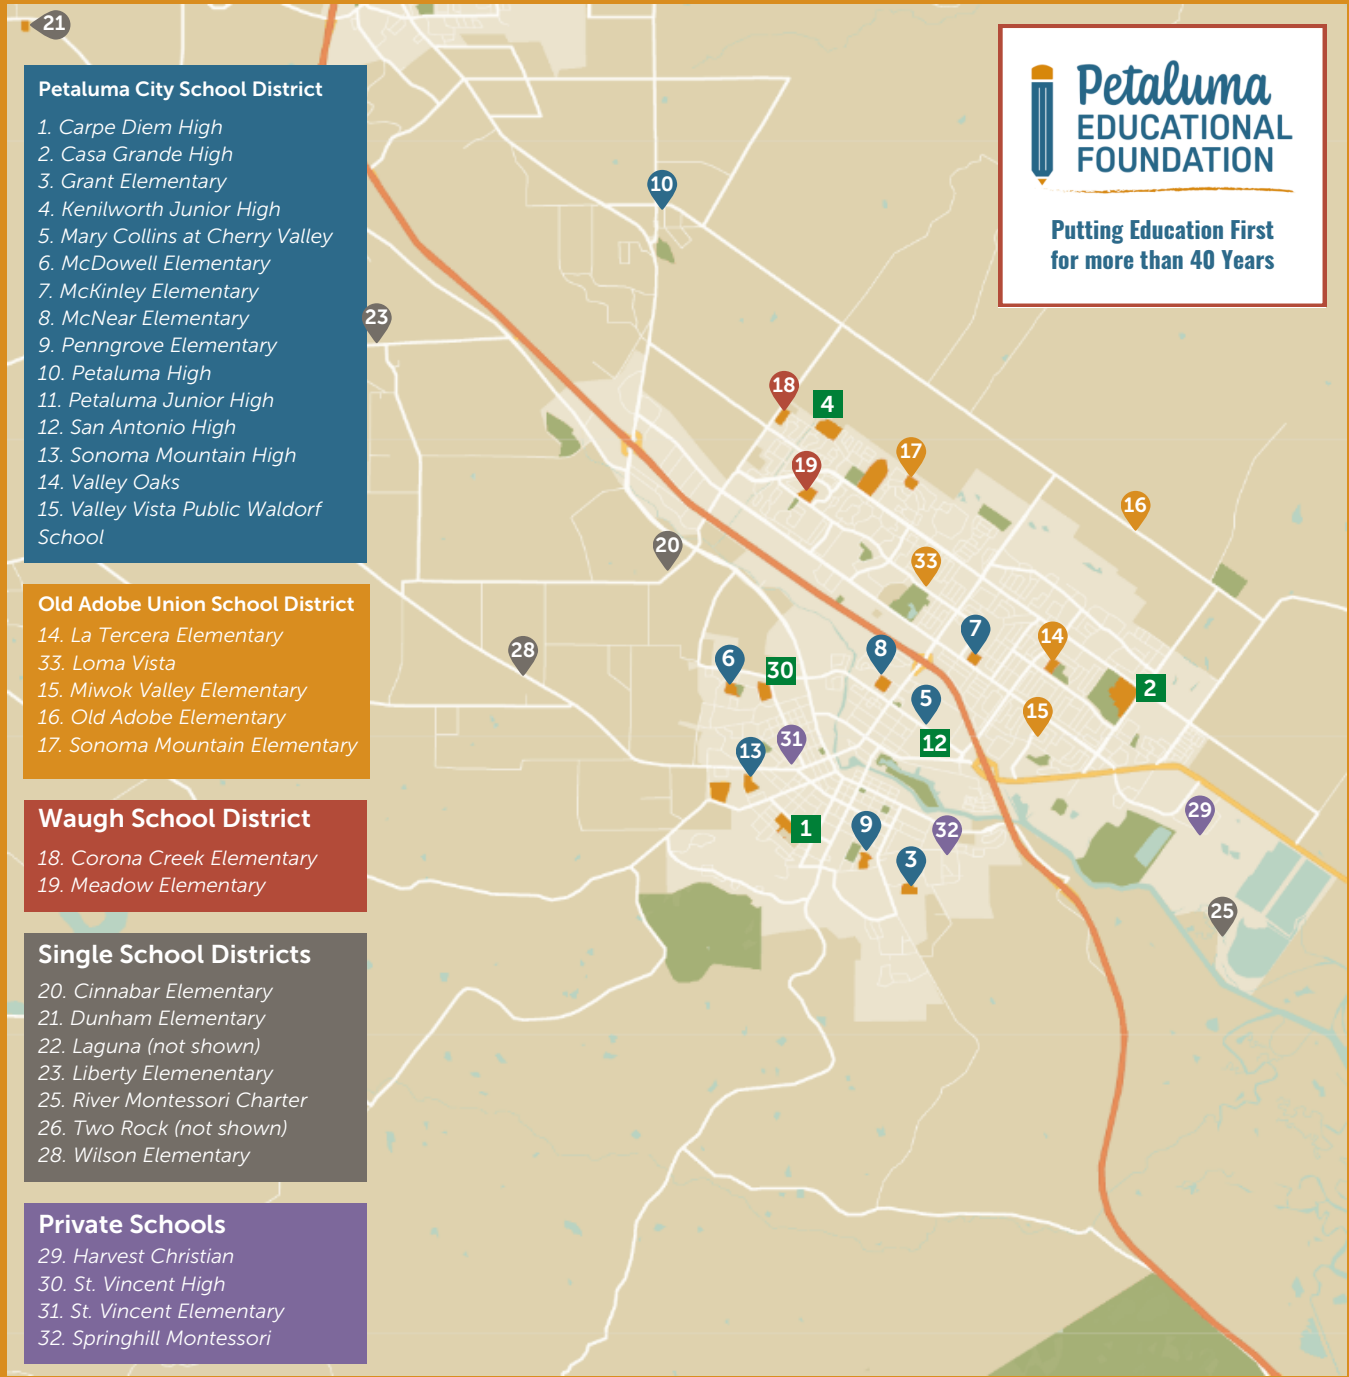 21
Petaluma City School District
1. Carpe Diem High
2. Casa Grande High
3. Grant Elementary
4. Kenilworth Junior High
5. Mary Collins at Cherry Valley
6. McDowell Elementary
7. McKinley Elementary
8. McNear Elementary
9. Penngrove Elementary
10. Petaluma High
11. Petaluma Junior High
12. San Antonio High
13. Sonoma Mountain High
14. Valley Oaks
15. Valley Vista Public Waldorf
School
Old Adobe Union School District
14. La Tercera Elementary
33. Loma Vista
15. Miwok Valley Elementary
16. Old Adobe Elementary
17. Sonoma Mountain Elementary
Waugh School District
18. Corona Creek Elementary
19. Meadow Elementary
Single School Districts
20. Cinnabar Elementary
21. Dunham Elementary
22. Laguna (not shown)
23. Liberty Elemenentary
25. River Montessori Charter
26. Two Rock (not shown)
28. Wilson Elementary
Private Schools
29. Harvest Christian
30. St. Vincent High
31. St. Vincent Elementary
32. Springhill Montessori
Petaluma
EDUCATIONAL
FOUNDATION
Putting Education First
for more than 40 Years
10
23
18
4
17
19
16
20
33
7
14
28
6
30
8
2
5
15
31
12
13
29
1
9
32
3
25